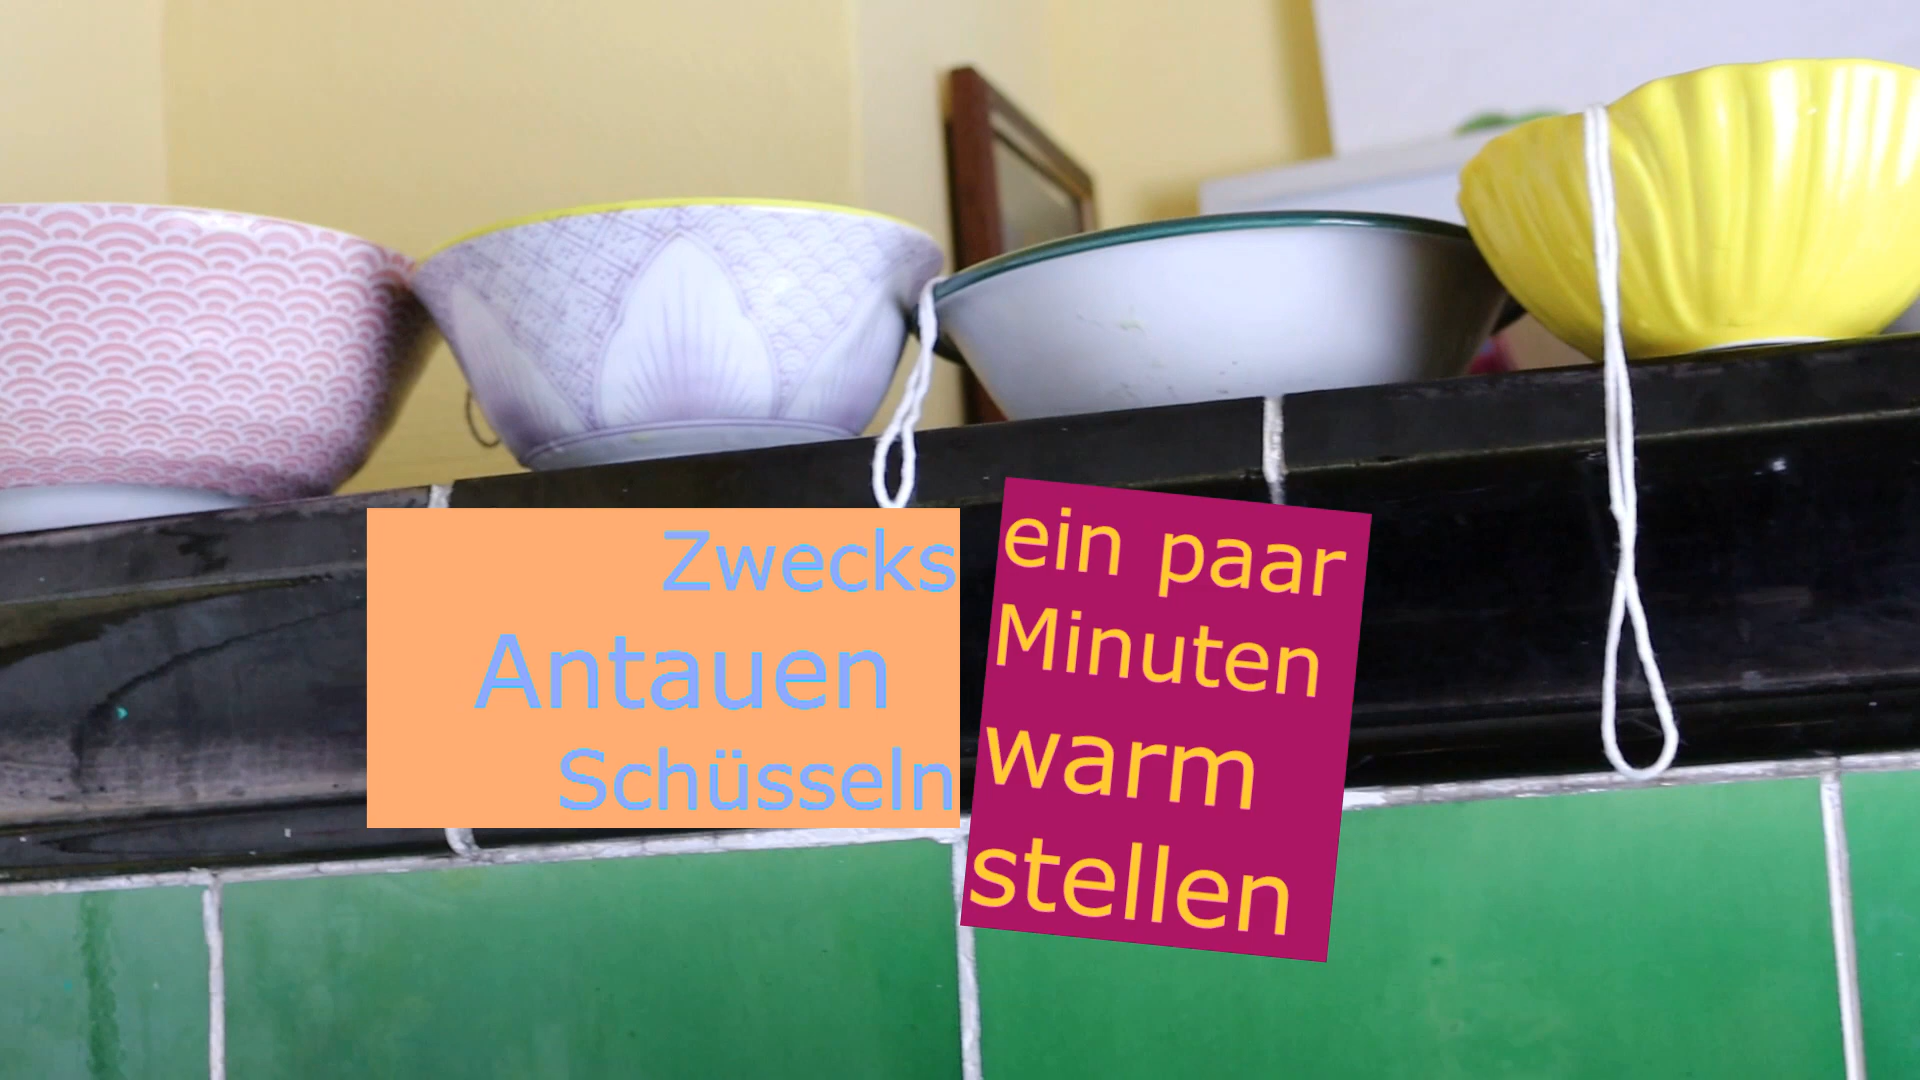 Zwecks
Antauen
Schüsseln
ein paar
Minuten
warm
stellen